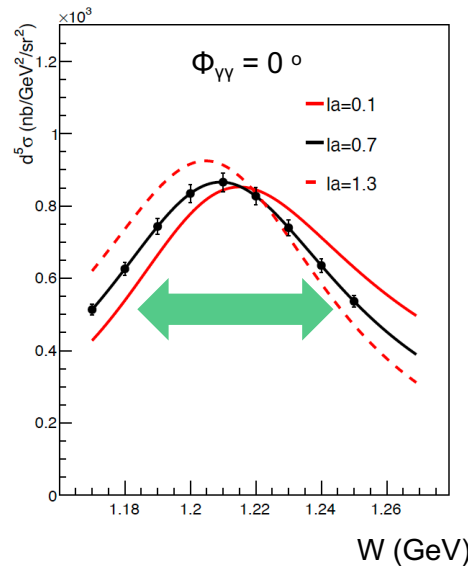 ×10³
Φγγ = 0 °
la=0.1
la=0.7
la=1.3
d⁵σ (nb/GeV²/sr²)
1.2
1
0.8
0.6
0.4
0.2
0
1.18 1.2 1.22 1.24 1.26
W (GeV)